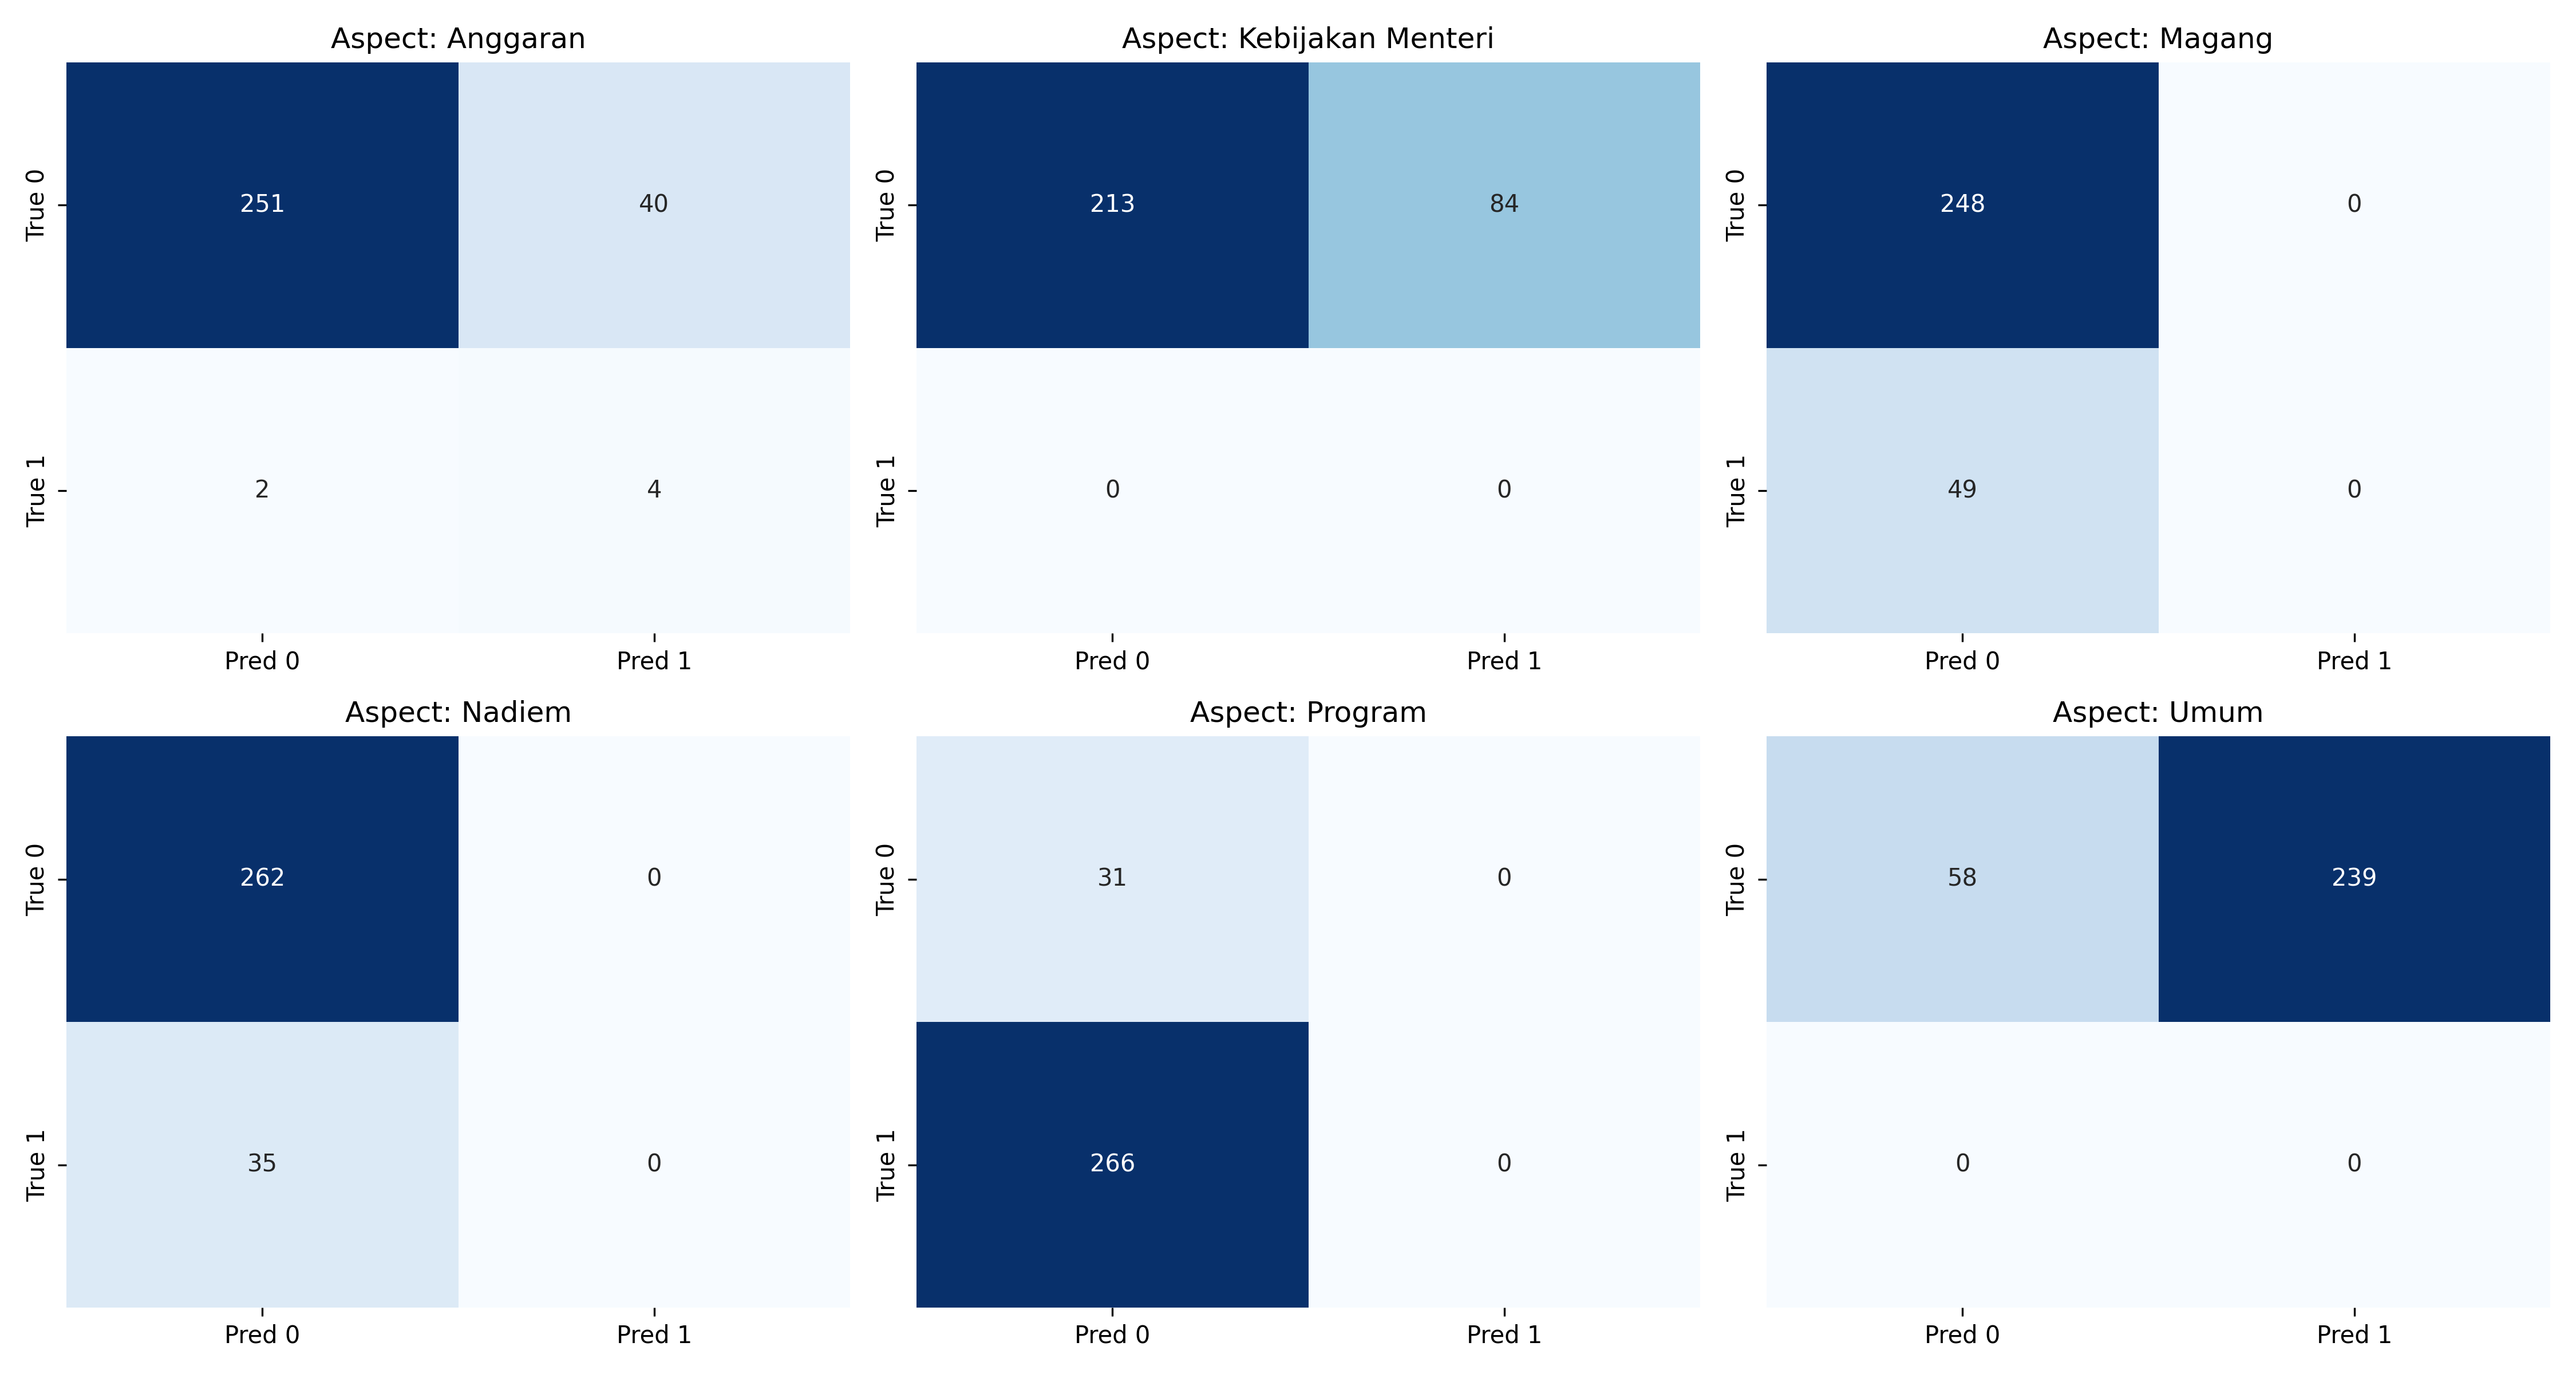 Aspect: Anggaran
True 0
251
40
True 1
2
4
Pred 0
Pred 1
Aspect: Kebijakan Menteri
True 0
213
84
True 1
0
0
Pred 0
Pred 1
Aspect: Magang
True 0
248
0
True 1
49
0
Pred 0
Pred 1
Aspect: Nadiem
True 0
262
0
True 1
35
0
Pred 0
Pred 1
Aspect: Program
True 0
31
0
True 1
266
0
Pred 0
Pred 1
Aspect: Umum
True 0
58
239
True 1
0
0
Pred 0
Pred 1